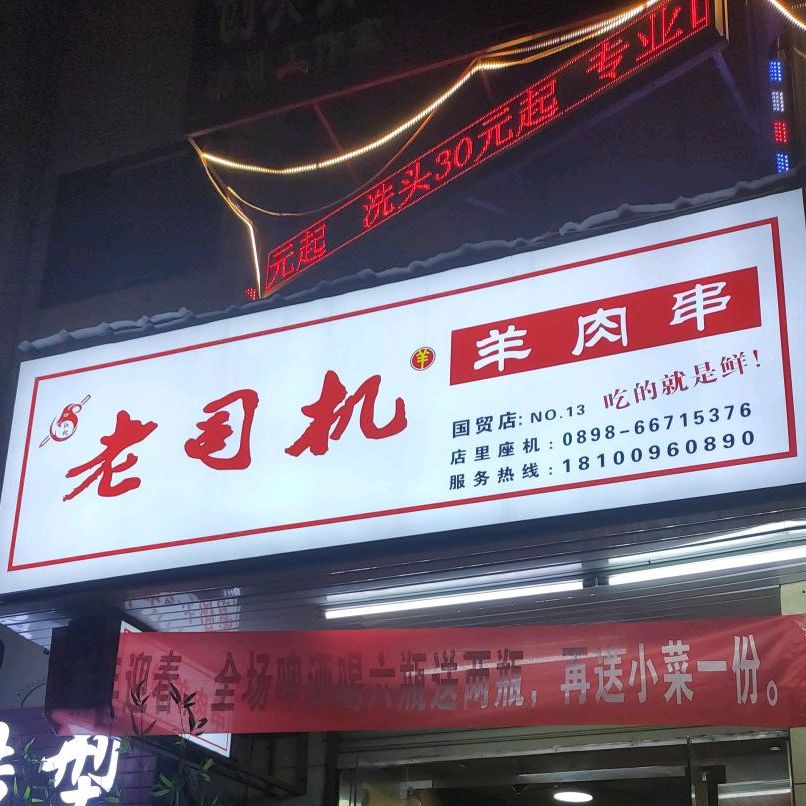 元起 洗头30元起 专业
老司机
羊
羊肉串
吃的就是鲜!
国贸店: NO.13
店里座机: 0898-66715376
服务热线: 18100960890
迎春 全场啤酒喝六瓶送两瓶,再送小菜一份。
型